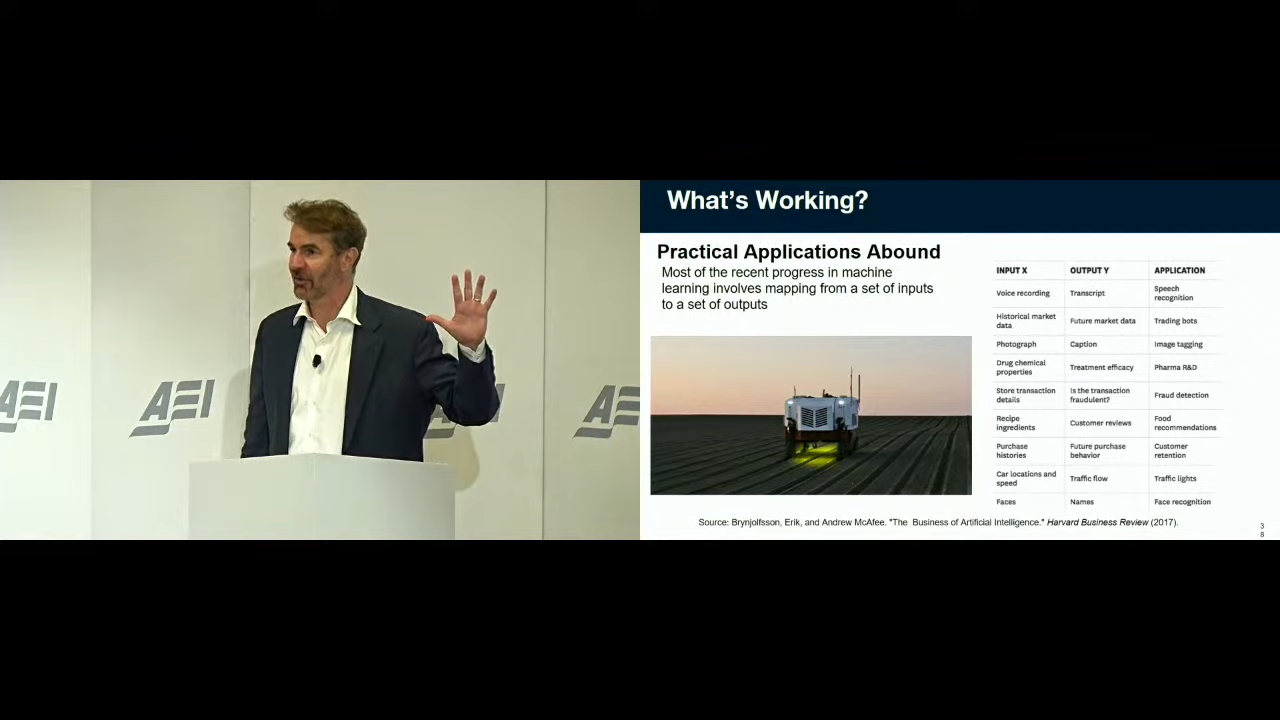 AEI
AEI
AEI
What's Working?
Practical Applications Abound
Most of the recent progress in machine
learning involves mapping from a set of inputs
to a set of outputs
INPUT X OUTPUT Y APPLICATION
Voice recording Transcript Speech recognition
Historical market data Future market data Trading bots
Photograph Caption Image tagging
Drug chemical properties Treatment efficacy Pharma R&D
Store transaction details Is the transaction fraudulent? Fraud detection
Recipe ingredients Customer reviews Food recommendations
Purchase histories Future purchase behavior Customer retention
Car locations and speed Traffic flow Traffic lights
Faces Names Face recognition
Source: Brynjolfsson, Erik, and Andrew McAfee. "The Business of Artificial Intelligence." Harvard Business Review (2017).
3
8